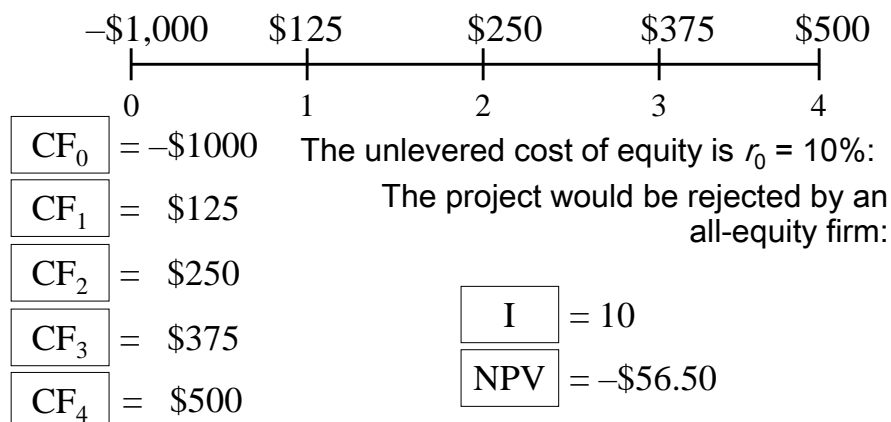 –$1,000 $125 $250 $375 $500
0 1 2 3 4
CF₀ = –$1000
The unlevered cost of equity is r₀ = 10%:
CF₁ = $125
The project would be rejected by an
all-equity firm:
CF₂ = $250
I = 10
CF₃ = $375
NPV = –$56.50
CF₄ = $500